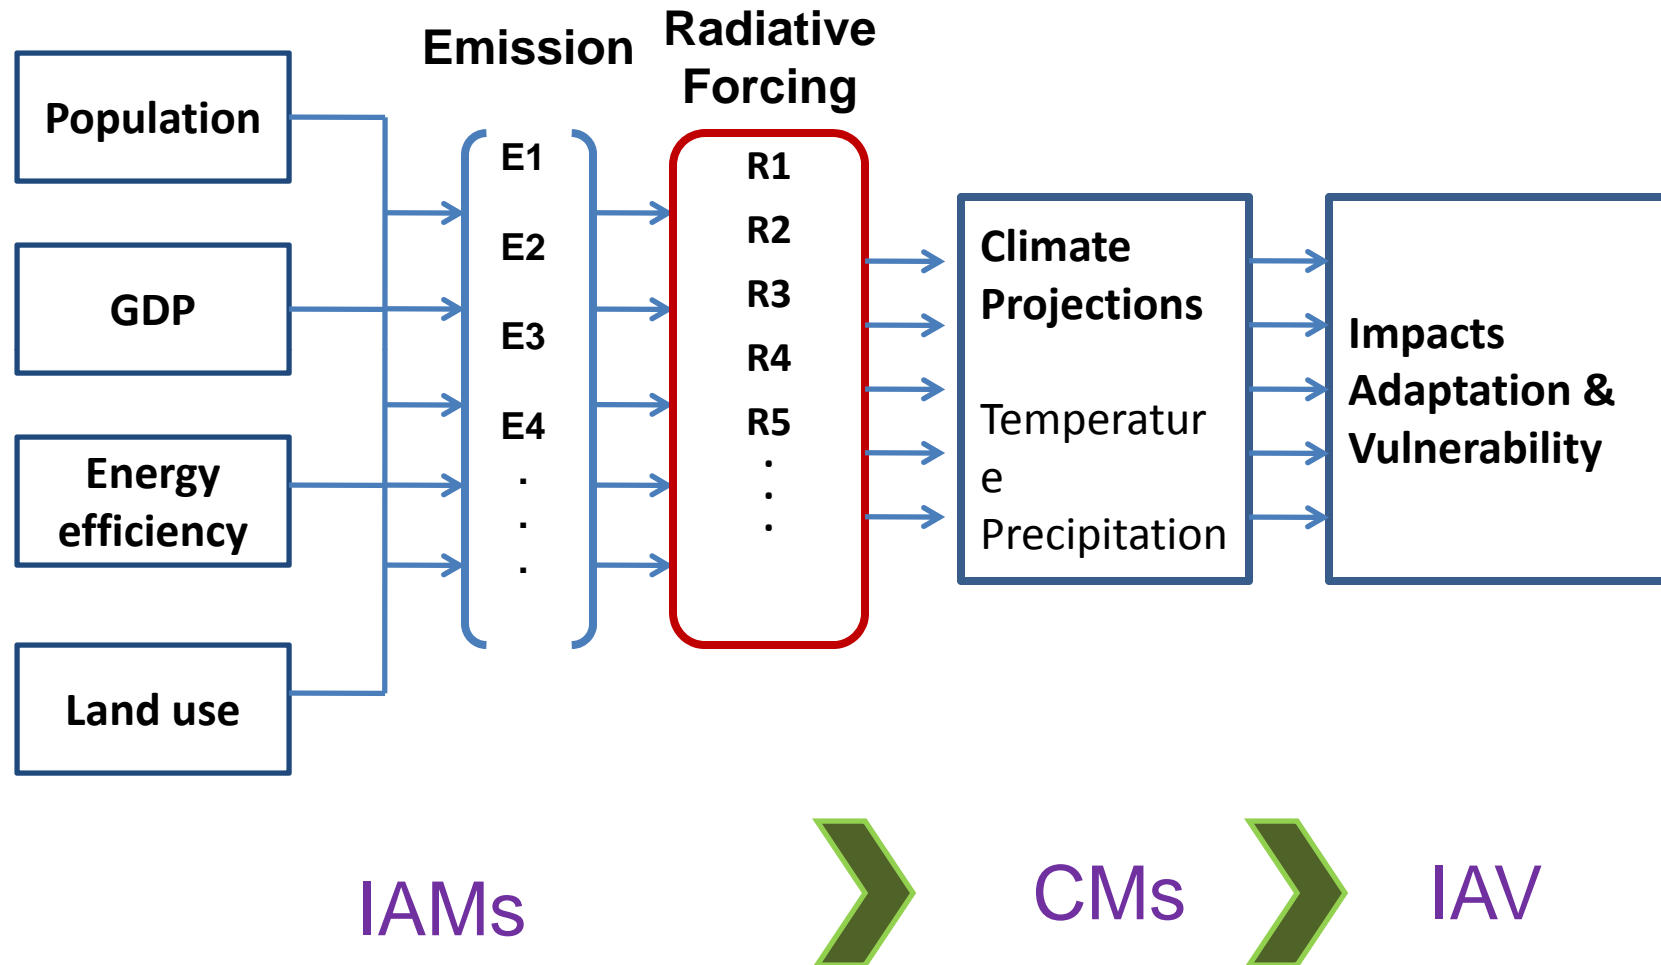 Population
GDP
Energy
efficiency
Land use
Emission
E1
E2
E3
E4
.
.
.
Radiative
Forcing
R1
R2
R3
R4
R5
.
.
.
Climate
Projections
Temperatur
e
Precipitation
Impacts
Adaptation &
Vulnerability
IAMs
CMs
IAV